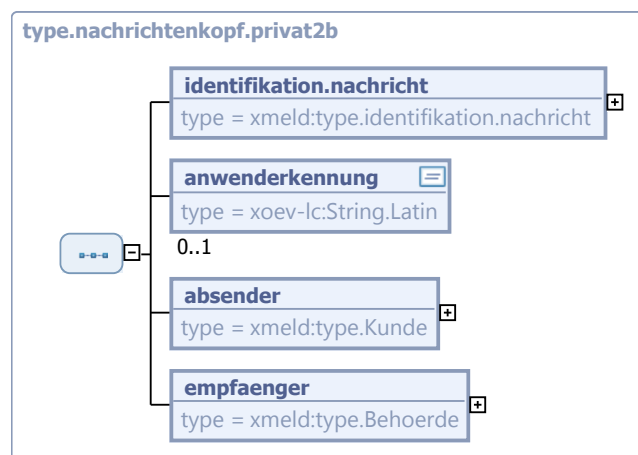 type.nachrichtenkopf.privat2b
identifikation.nachricht
type = xmeld:type.identifikation.nachricht
anwenderkennung
type = xoev-lc:String.Latin
0..1
absender
type = xmeld:type.Kunde
empfaenger
type = xmeld:type.Behoerde